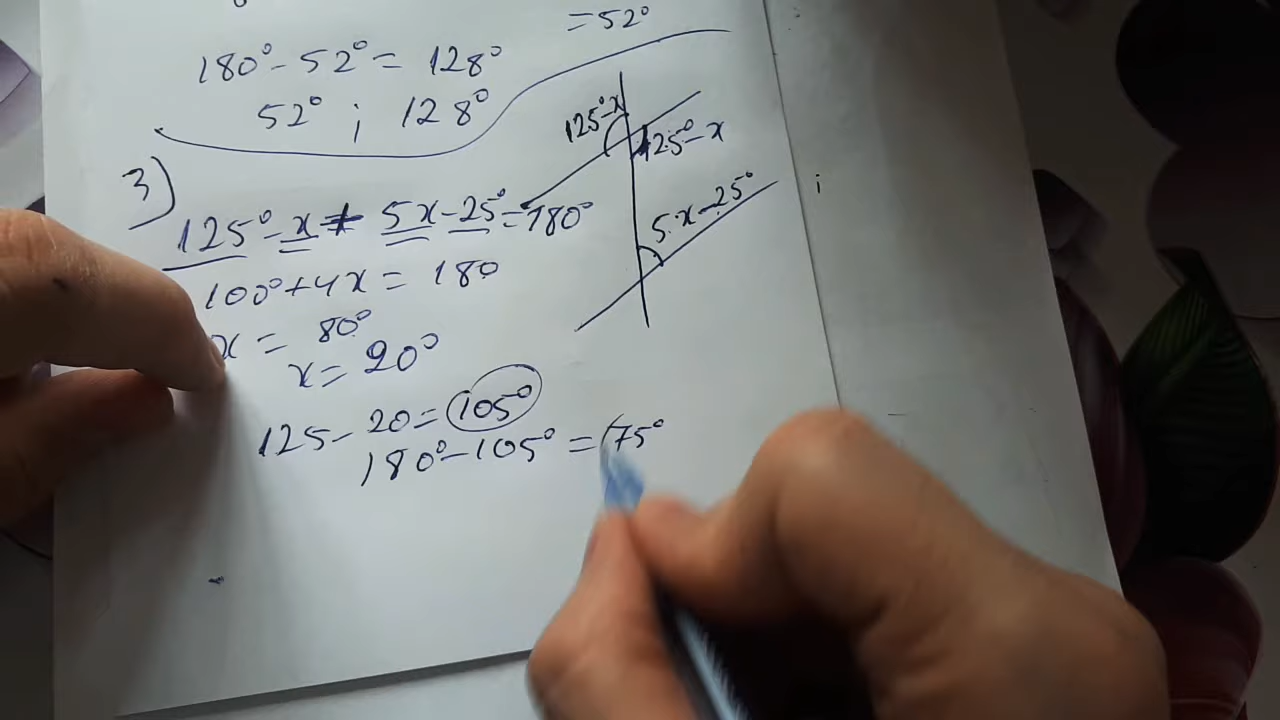 =52°
180°-52°= 128°
52° ; 128°
125°-x
125°-x
5x-25°
3)
125°-x+ 5x-25°=180°
100°+4x = 180
x = 80°
x= 20°
125- 20= 105°
180°-105°= 75°